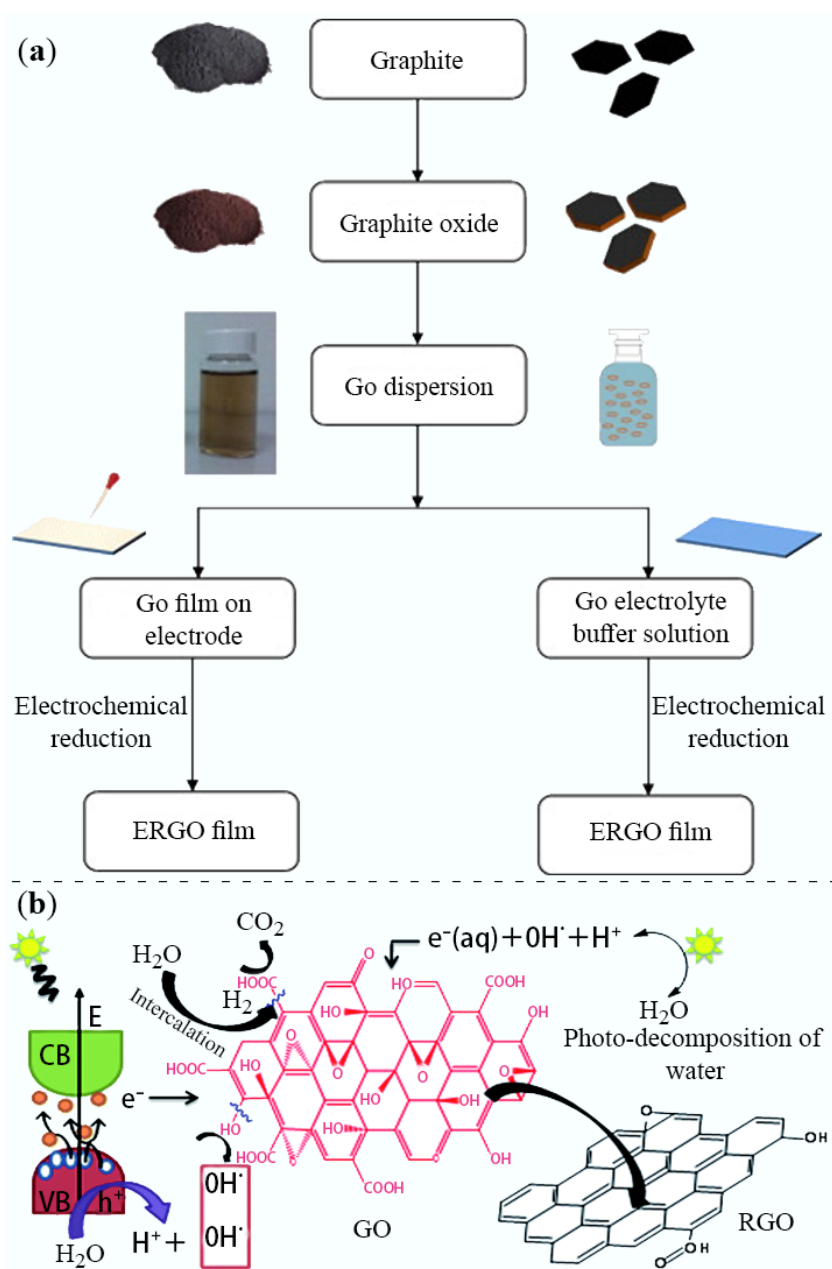 (a)
Graphite
Graphite oxide
Go dispersion
Go film on
electrode
Go electrolyte
buffer solution
Electrochemical
reduction
Electrochemical
reduction
ERGO film
ERGO film
(b)
CO₂
H₂O
H₂
Intercalation
e⁻(aq)+0H˙+H⁺
H₂O
Photo-decomposition of
water
E
CB
e⁻
VB
h⁺
H₂O
H⁺+
0H˙
0H˙
HOOC
O
HO
HO
COOH
OH
HOOC
HO
O
O
O
O
HO
HO
OH
HO
HO
OH
HOOC
O
COOH
O
GO
O
OH
O
OH
RGO